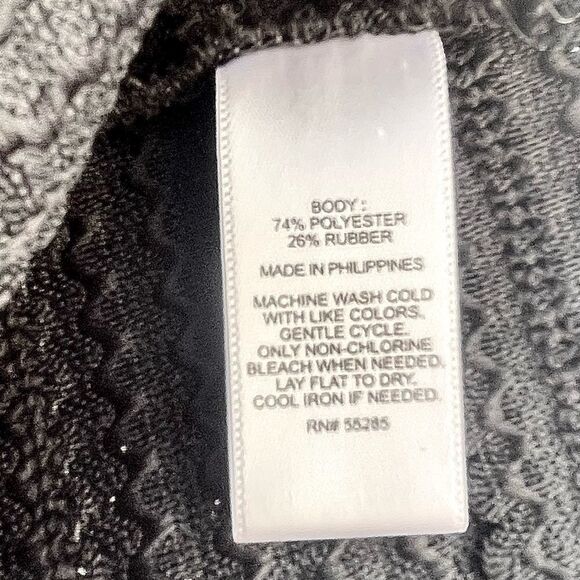 BODY :
74% POLYESTER
26% RUBBER
MADE IN PHILIPPINES
MACHINE WASH COLD
WITH LIKE COLORS.
GENTLE CYCLE.
ONLY NON-CHLORINE
BLEACH WHEN NEEDED.
LAY FLAT TO DRY.
COOL IRON IF NEEDED.
RN# 55285